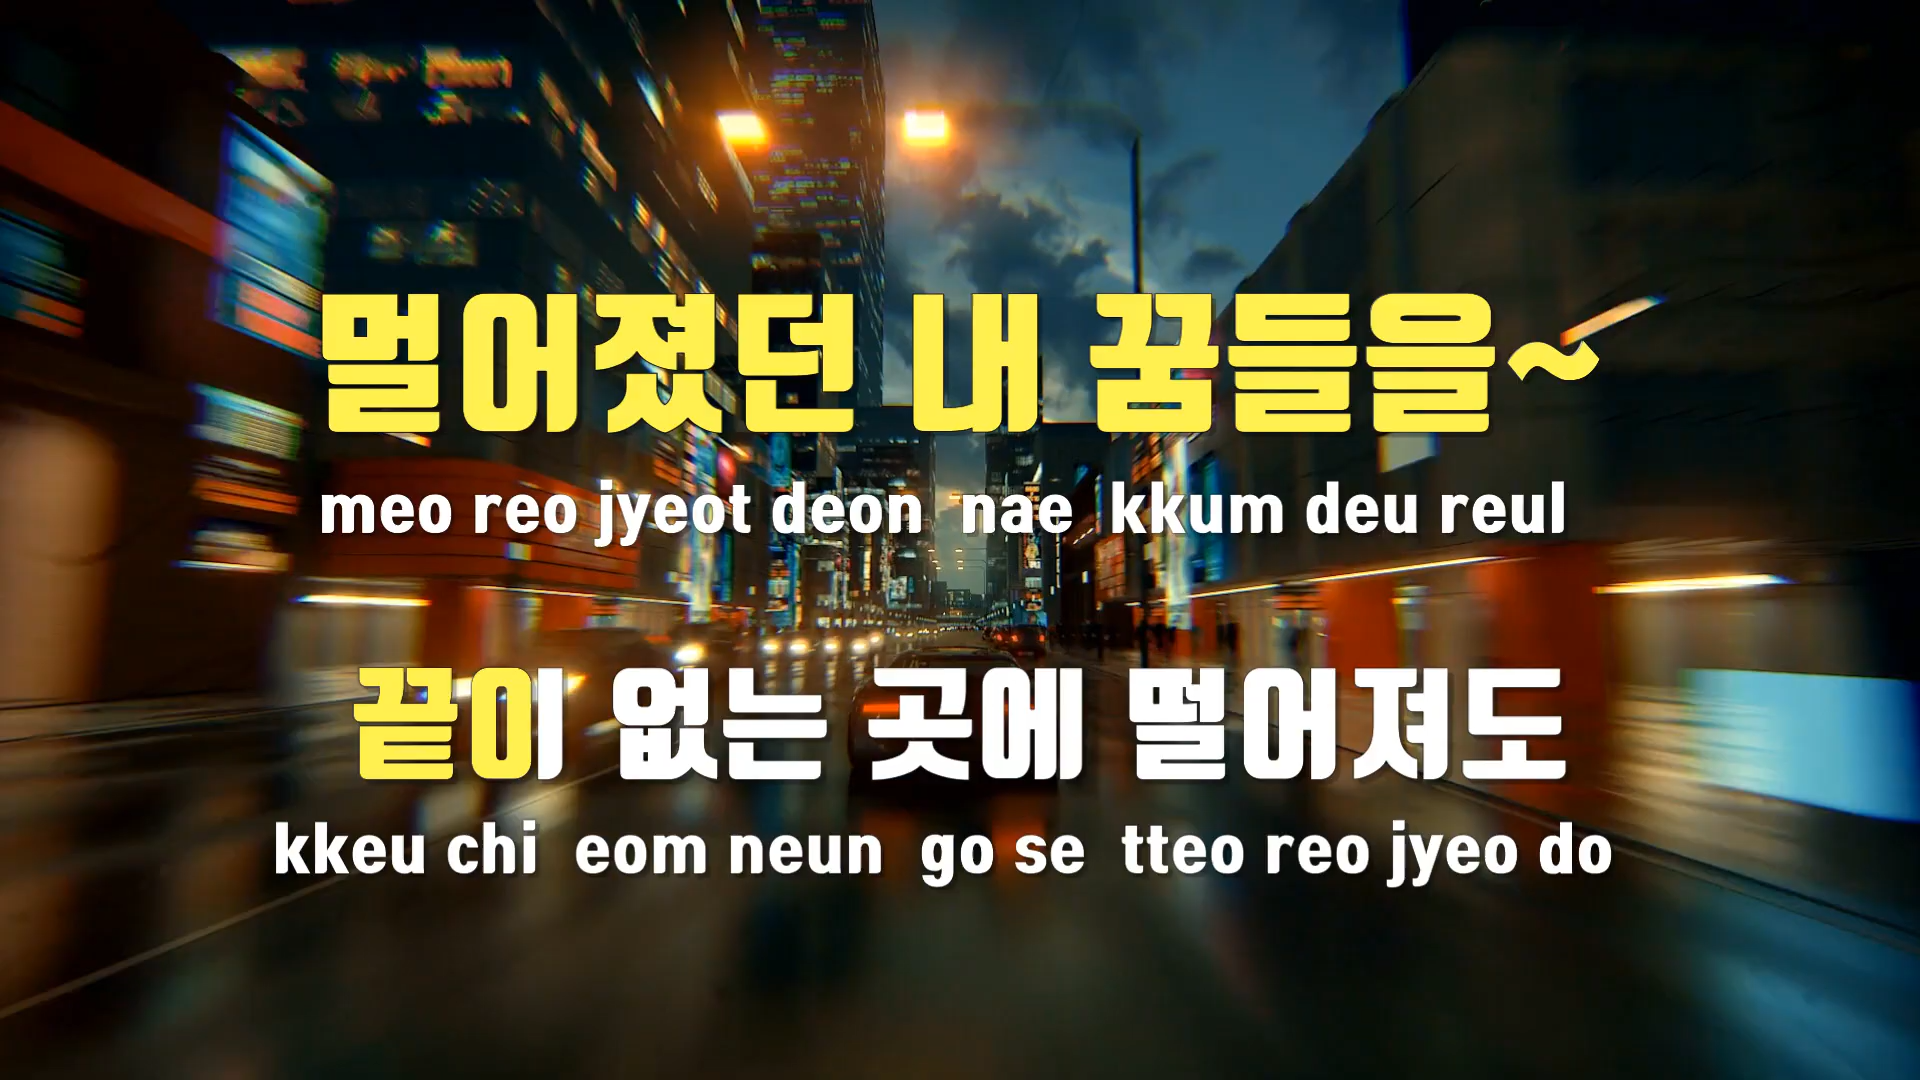 멀어졌던 내 꿈들을~
meo reo jyeot deon nae kkum deu reul
끝이 없는 곳에 떨어져도
kkeu chi eom neun go se tteo reo jyeo do